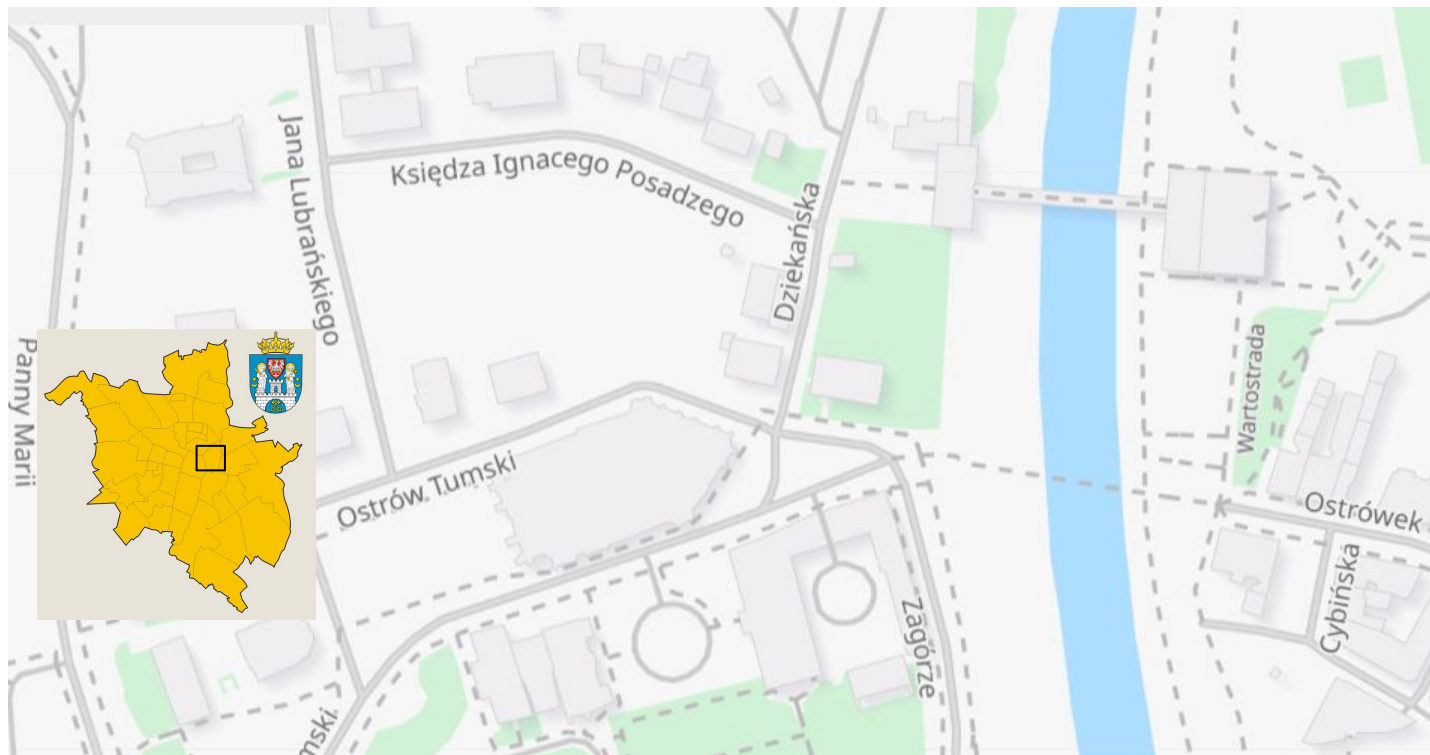 Jana Lubrańskiego
Księdza Ignacego Posadzego
Dziekańska
Panny Marii
Wartostrada
Ostrów Tumski
Ostrówek
Cybińska
Zagórze
mski